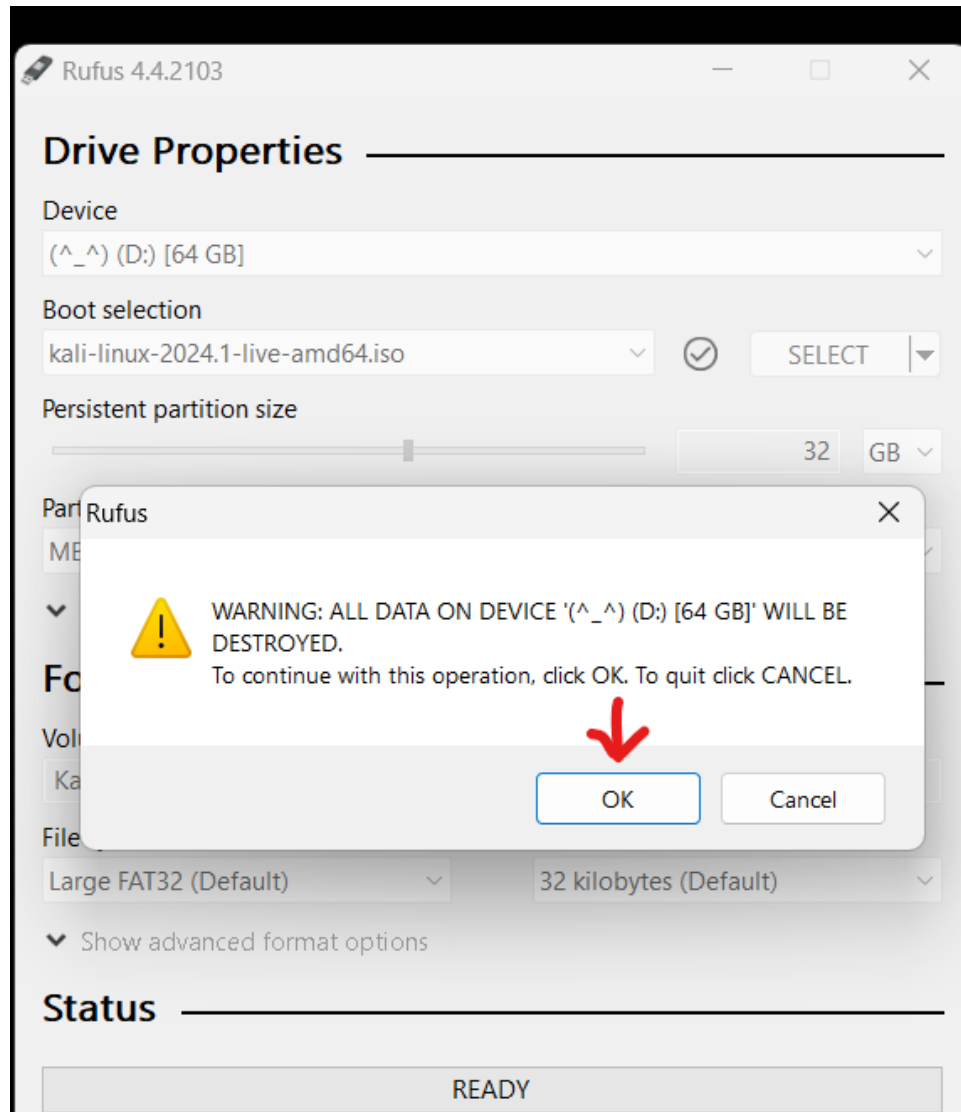 Rufus 4.4.2103
Drive Properties
Device
(^_^) (D:) [64 GB]
Boot selection
kali-linux-2024.1-live-amd64.iso
SELECT
Persistent partition size
32
GB
Rufus
WARNING: ALL DATA ON DEVICE '(^_^) (D:) [64 GB]' WILL BE
DESTROYED.
To continue with this operation, click OK. To quit click CANCEL.
OK
Cancel
File
Large FAT32 (Default)
32 kilobytes (Default)
Show advanced format options
Status
READY